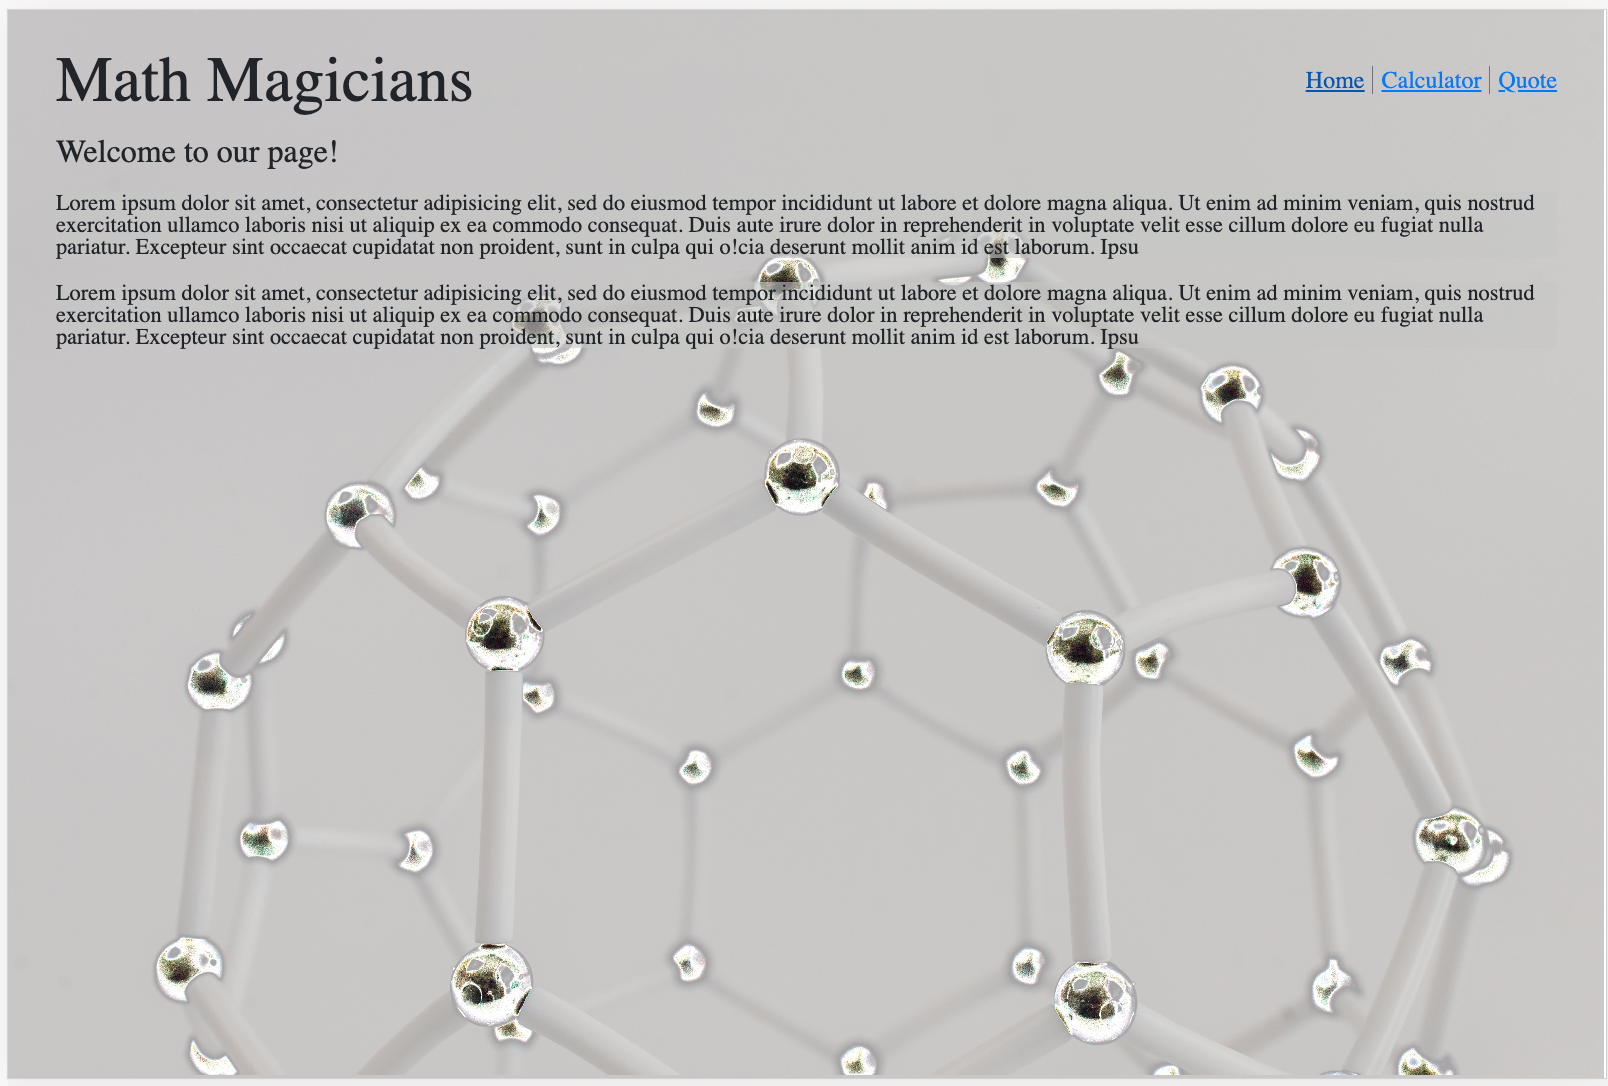 Math Magicians
Home | Calculator | Quote
Welcome to our page!
Lorem ipsum dolor sit amet, consectetur adipisicing elit, sed do eiusmod tempor incididunt ut labore et dolore magna aliqua. Ut enim ad minim veniam, quis nostrud
exercitation ullamco laboris nisi ut aliquip ex ea commodo consequat. Duis aute irure dolor in reprehenderit in voluptate velit esse cillum dolore eu fugiat nulla
pariatur. Excepteur sint occaecat cupidatat non proident, sunt in culpa qui o!cia deserunt mollit anim id est laborum. Ipsu
Lorem ipsum dolor sit amet, consectetur adipisicing elit, sed do eiusmod tempor incididunt ut labore et dolore magna aliqua. Ut enim ad minim veniam, quis nostrud
exercitation ullamco laboris nisi ut aliquip ex ea commodo consequat. Duis aute irure dolor in reprehenderit in voluptate velit esse cillum dolore eu fugiat nulla
pariatur. Excepteur sint occaecat cupidatat non proident, sunt in culpa qui o!cia deserunt mollit anim id est laborum. Ipsu